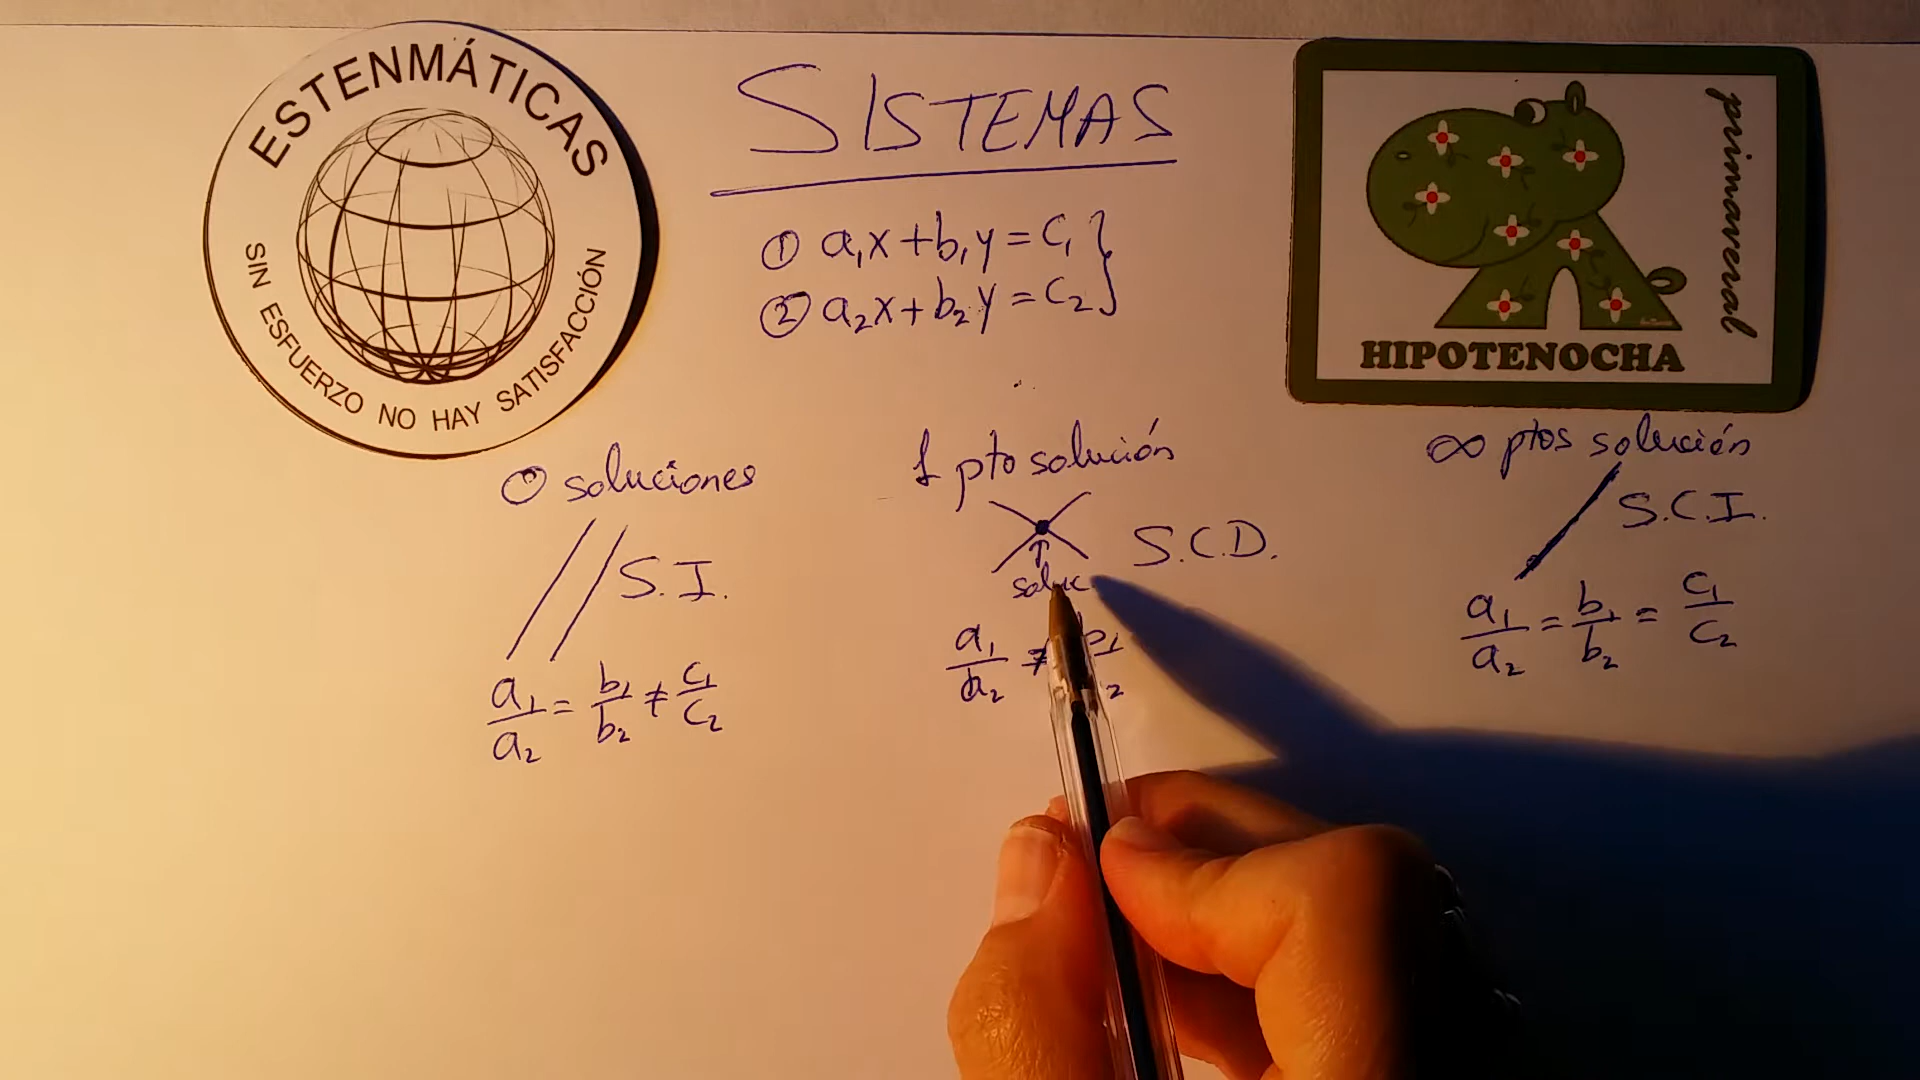 ESTENMÁTICAS
SIN ESFUERZO NO HAY SATISFACCIÓN
SISTEMAS
① a₁x+b₁y=c₁}
② a₂x+b₂y=c₂
primaveral
HIPOTENOCHA
0 soluciones
S.I.
a₁/a₂ = b₁/b₂ ≠ c₁/c₂
1 pto solución
S.C.D.
soluc
a₁/a₂ ≠
∞ ptos solución
S.C.I.
a₁/a₂ = b₁/b₂ = c₁/c₂